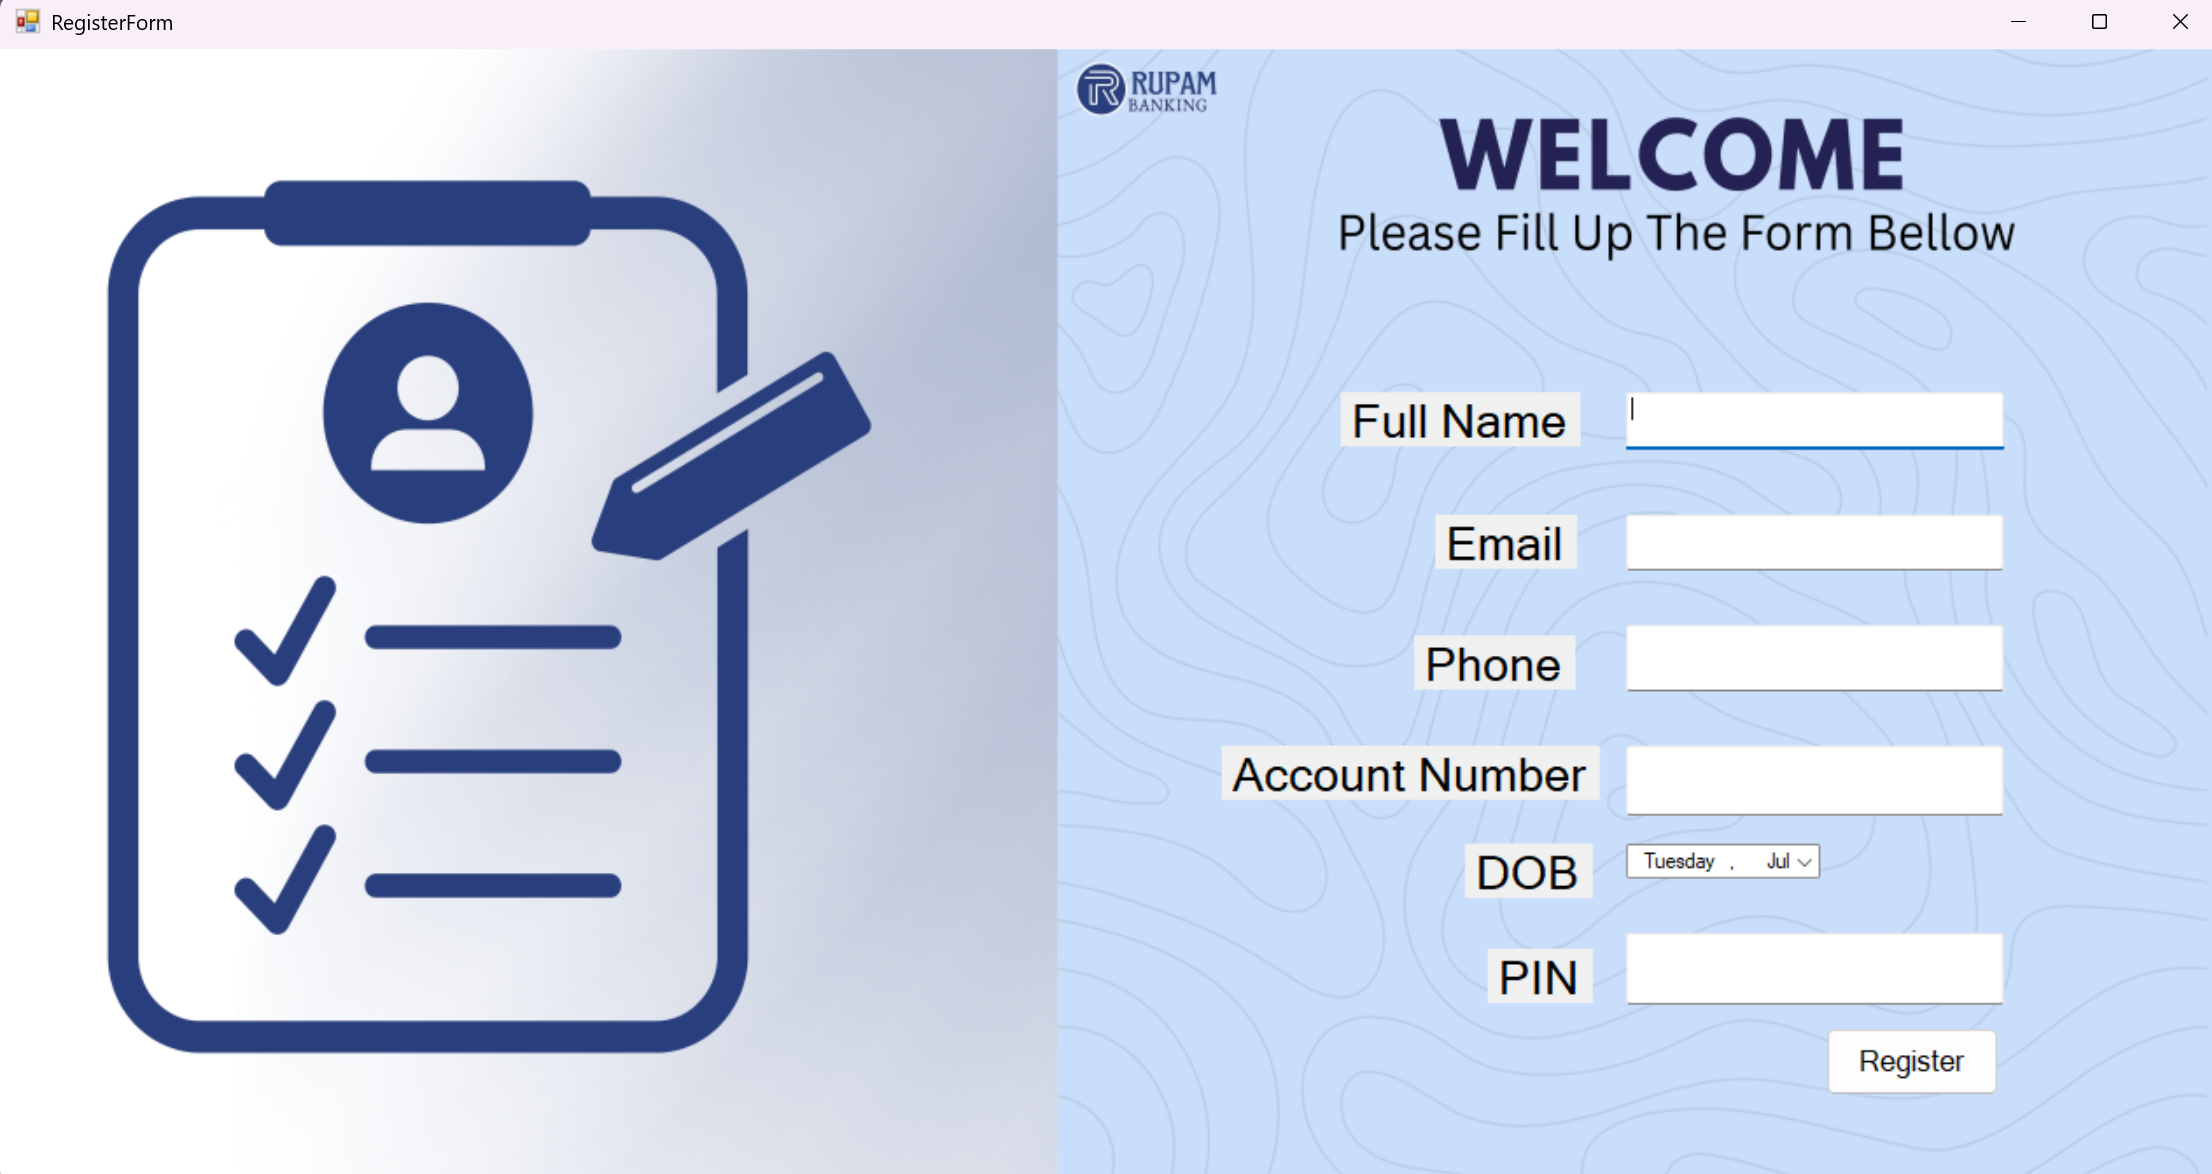 RegisterForm
RUPAM
BANKING
WELCOME
Please Fill Up The Form Bellow
Full Name
Email
Phone
Account Number
DOB
Tuesday , Jul
PIN
Register